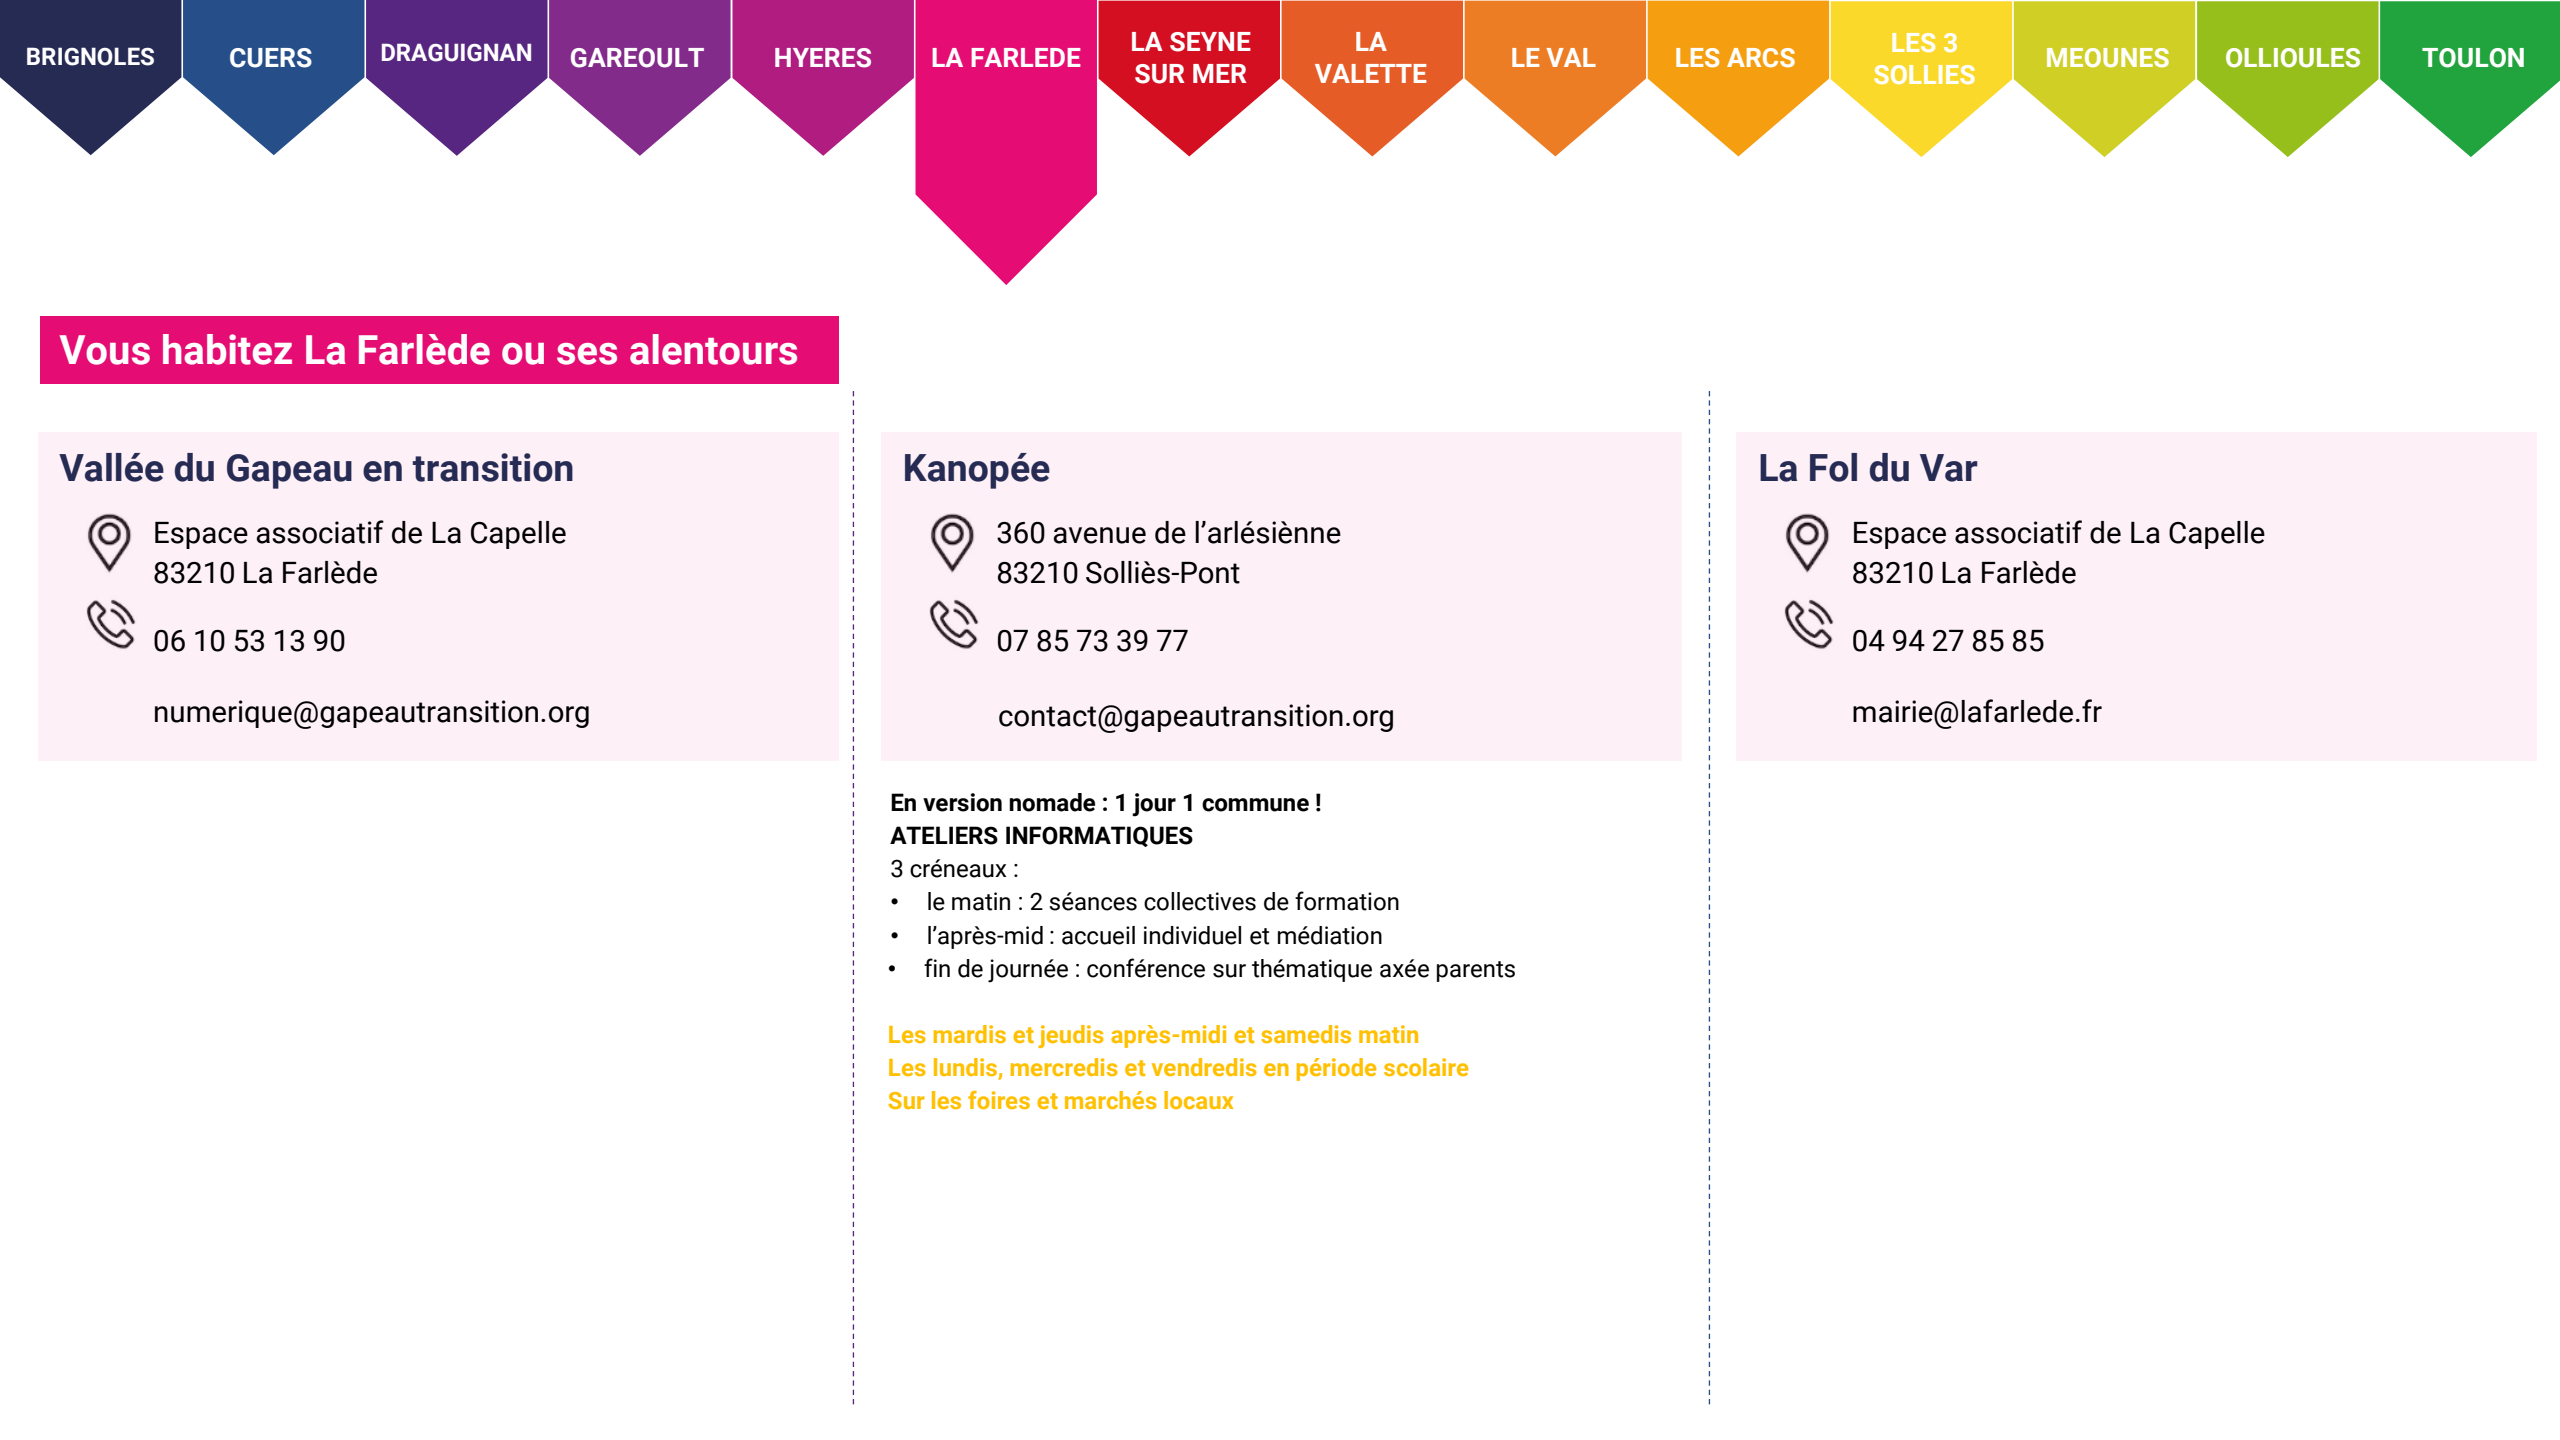 BRIGNOLES
CUERS
DRAGUIGNAN
GAREOULT
HYERES
LA FARLEDE
LA SEYNE
SUR MER
LA
VALETTE
LE VAL
LES ARCS
LES 3
SOLLIES
MEOUNES
OLLIOULES
TOULON
Vous habitez La Farlède ou ses alentours
Vallée du Gapeau en transition
Espace associatif de La Capelle
83210 La Farlède
06 10 53 13 90
numerique@gapeautransition.org
Kanopée
360 avenue de l’arlésiènne
83210 Solliès-Pont
07 85 73 39 77
contact@gapeautransition.org
En version nomade : 1 jour 1 commune !
ATELIERS INFORMATIQUES
3 créneaux :
• le matin : 2 séances collectives de formation
• l’après-mid : accueil individuel et médiation
• fin de journée : conférence sur thématique axée parents
Les mardis et jeudis après-midi et samedis matin
Les lundis, mercredis et vendredis en période scolaire
Sur les foires et marchés locaux
La Fol du Var
Espace associatif de La Capelle
83210 La Farlède
04 94 27 85 85
mairie@lafarlede.fr